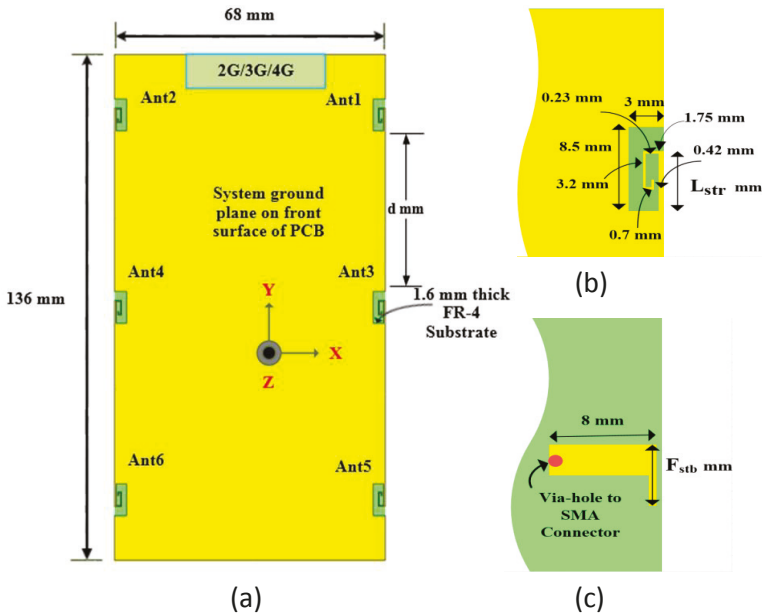 68 mm
2G/3G/4G
Ant2
Ant1
System ground
plane on front
surface of PCB
d mm
136 mm
Ant4
Ant3
Y
X
Z
1.6 mm thick
FR-4
Substrate
Ant6
Ant5
(a)
(b)
0.23 mm
3 mm
1.75 mm
8.5 mm
0.42 mm
3.2 mm
Lstr mm
0.7 mm
(c)
8 mm
Fstb mm
Via-hole to
SMA
Connector